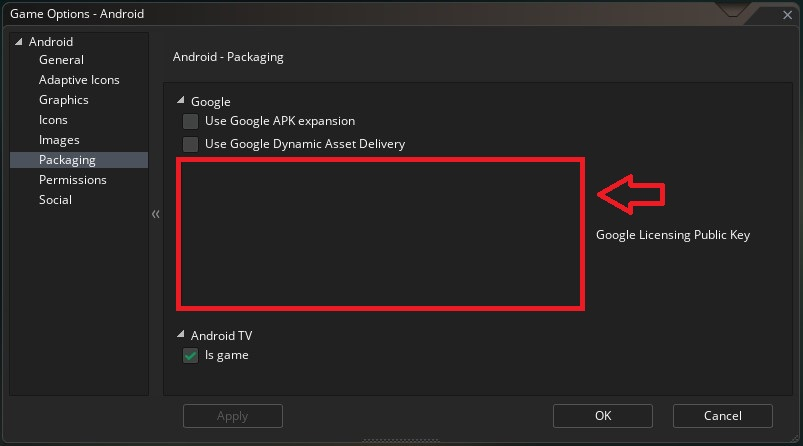 Game Options - Android
Android
General
Adaptive Icons
Graphics
Icons
Images
Packaging
Permissions
Social
Android - Packaging
Google
Use Google APK expansion
Use Google Dynamic Asset Delivery
Google Licensing Public Key
Android TV
Is game
Apply
OK
Cancel